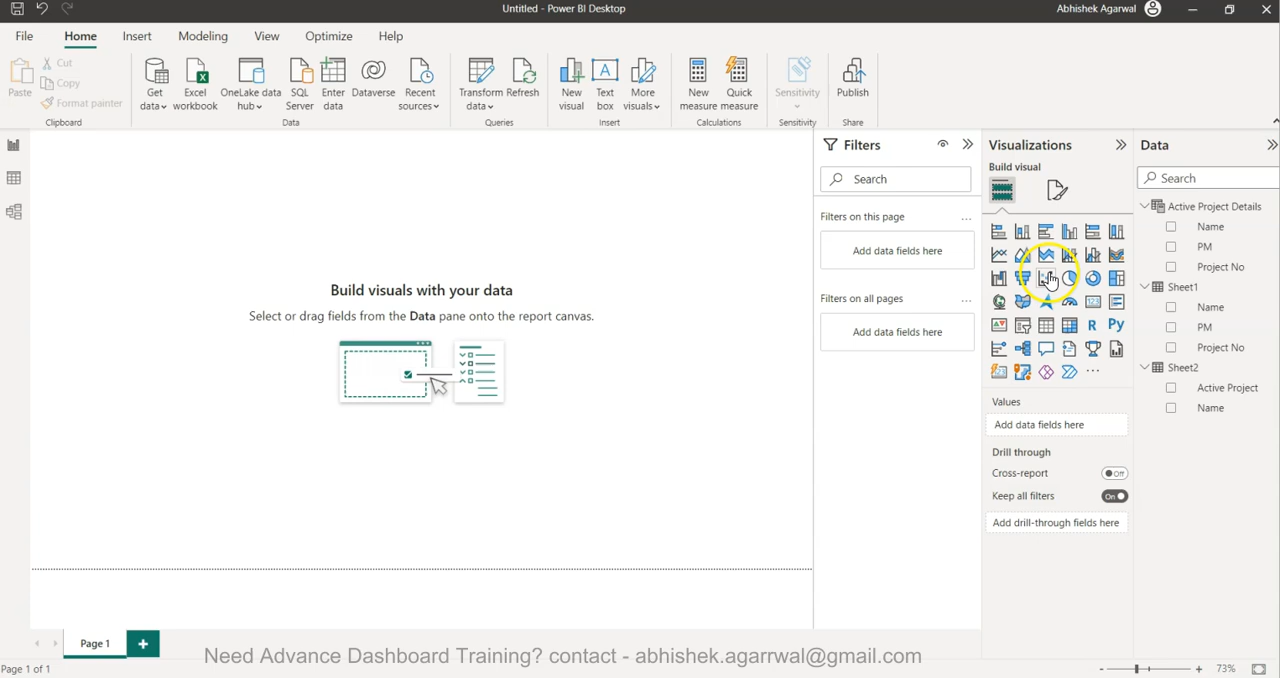 Untitled - Power BI Desktop
Abhishek Agarwal
File Home Insert Modeling View Optimize Help
Paste
Cut
Copy
Format painter
Clipboard
Get data
Excel workbook
OneLake data hub
SQL Server
Enter data
Dataverse
Recent sources
Data
Transform data
Refresh
Queries
New visual
Text box
More visuals
Insert
New measure
Quick measure
Calculations
Sensitivity
Sensitivity
Publish
Share
Build visuals with your data
Select or drag fields from the Data pane onto the report canvas.
Filters
Search
Filters on this page
...
Add data fields here
Filters on all pages
...
Add data fields here
Visualizations
Build visual
R
Py
...
Values
Add data fields here
Drill through
Cross-report
Off
Keep all filters
On
Add drill-through fields here
Data
Search
Active Project Details
Name
PM
Project No
Sheet1
Name
PM
Project No
Sheet2
Active Project
Name
Page 1
+
Need Advance Dashboard Training? contact - abhishek.agarrwal@gmail.com
Page 1 of 1
- + 73%